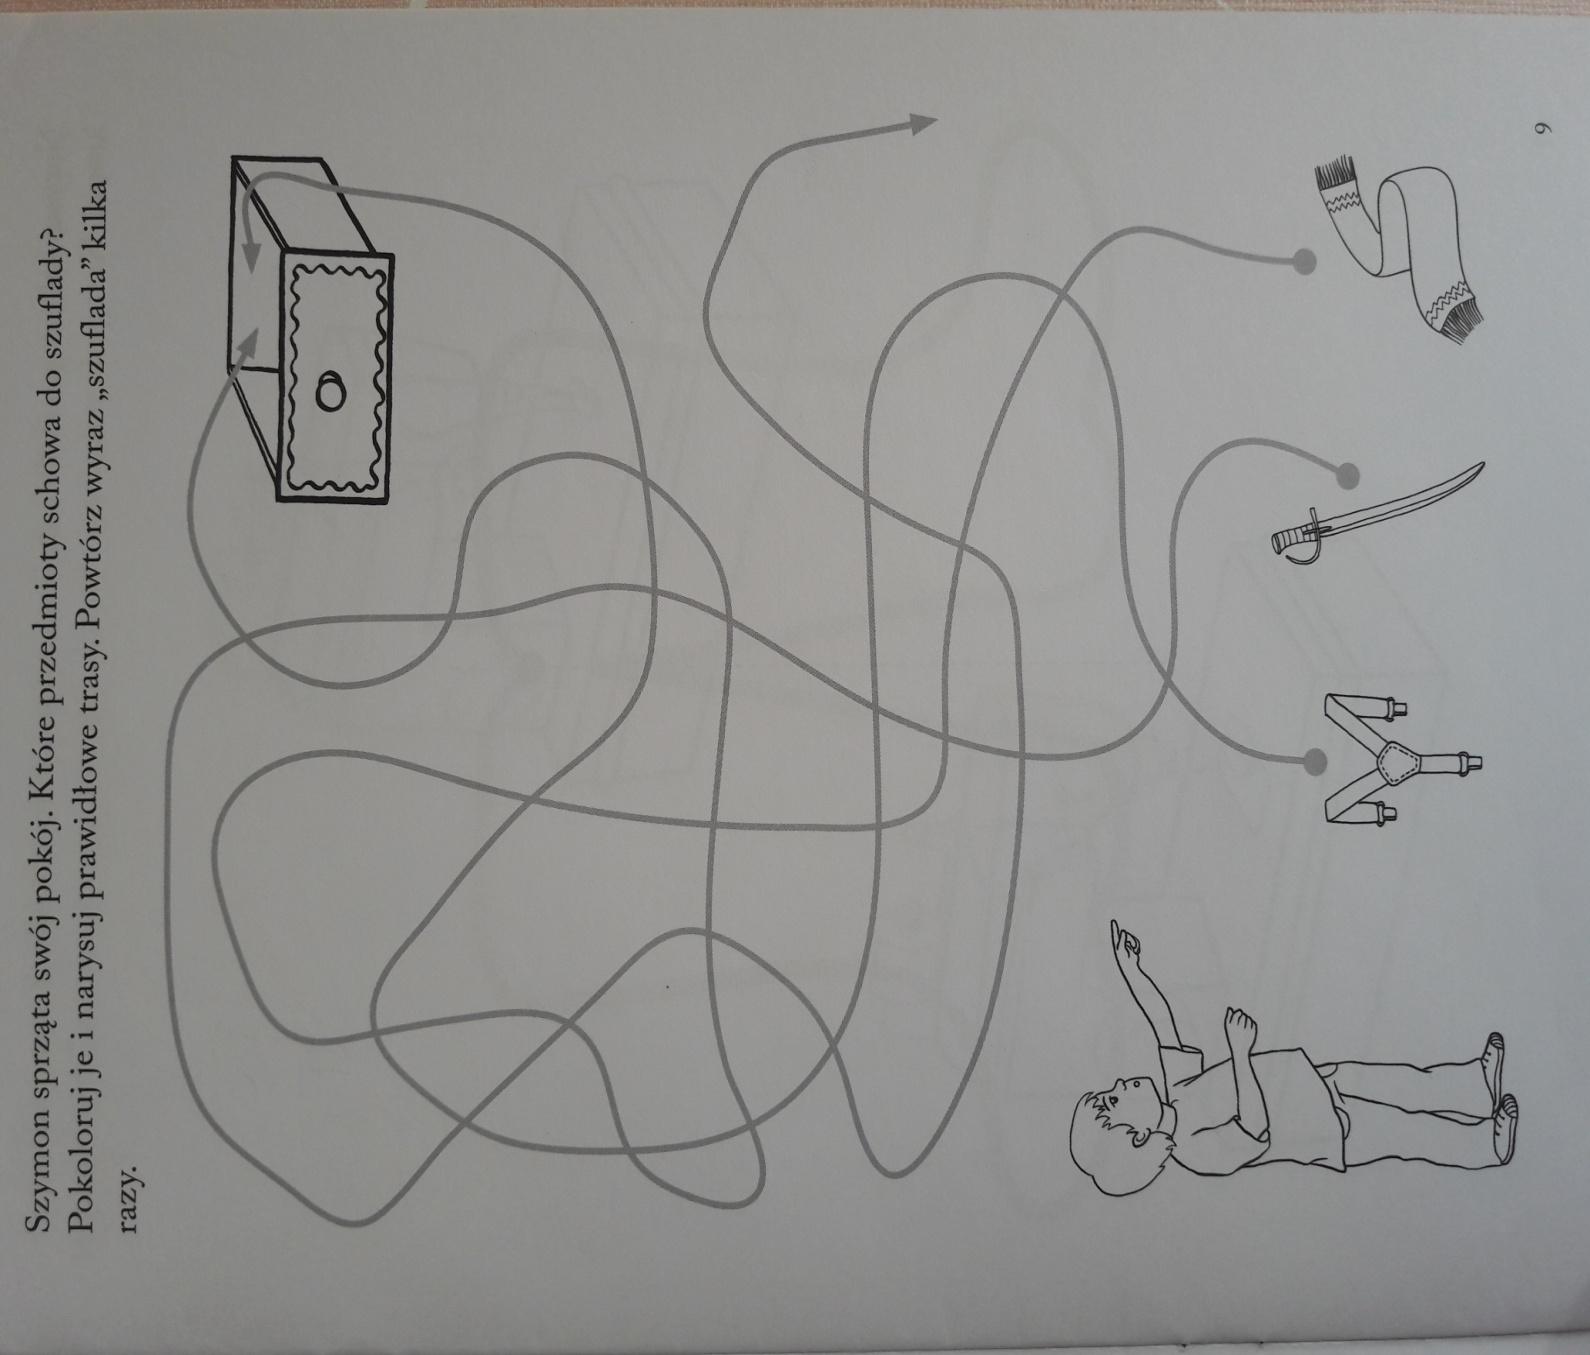 Szymon sprząta swój pokój. Które przedmioty schowa do szuflady?
Pokoloruj je i narysuj prawidłowe trasy. Powtórz wyraz „szuflada” kilka
razy.
9